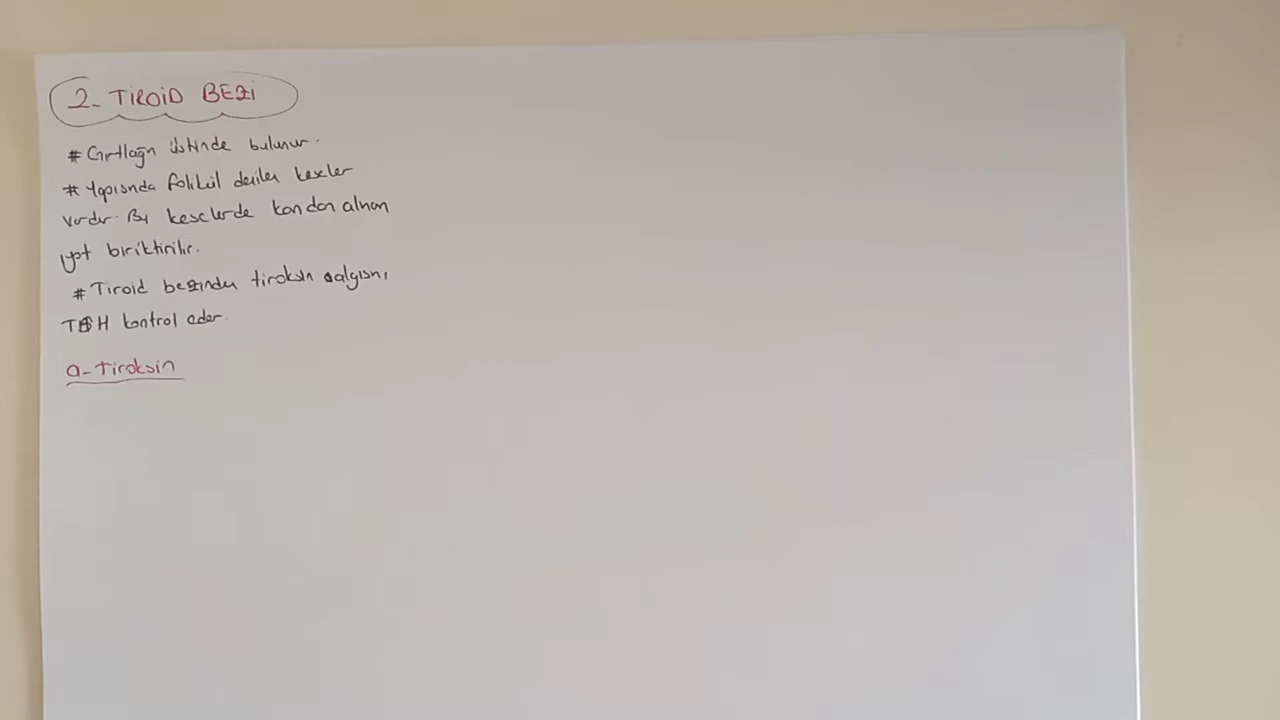 2- TİROİD BEZİ
# Gırtlağın üstünde bulunur.
# Yapısında folikül denilen keseler
vardır. Bu keselerde kandan alınan
iyot biriktirilir.
# Tiroid bezinden tiroksin salgısını
TSH kontrol eder.
a- Tiroksin